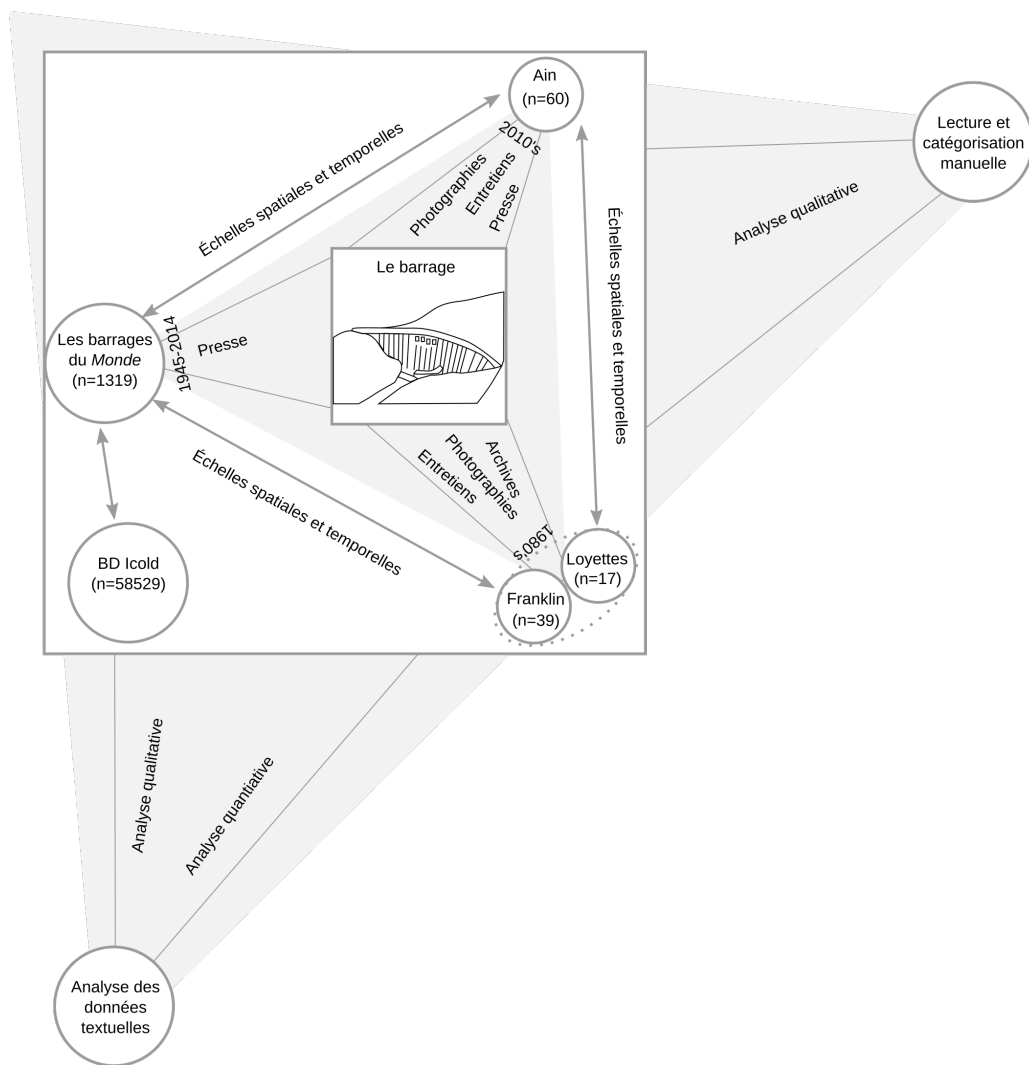 Ain
(n=60)
2010's
Photographies
Entretiens
Presse
Échelles spatiales et temporelles
Échelles spatiales et temporelles
Lecture et
catégorisation
manuelle
Analyse qualitative
Le barrage
Les barrages
du Monde
(n=1319)
1945-2014
Presse
Échelles spatiales et temporelles
Archives
Photographies
Entretiens
1980's
BD Icold
(n=58529)
Loyettes
(n=17)
Franklin
(n=39)
Analyse qualitative
Analyse quantiative
Analyse des
données
textuelles